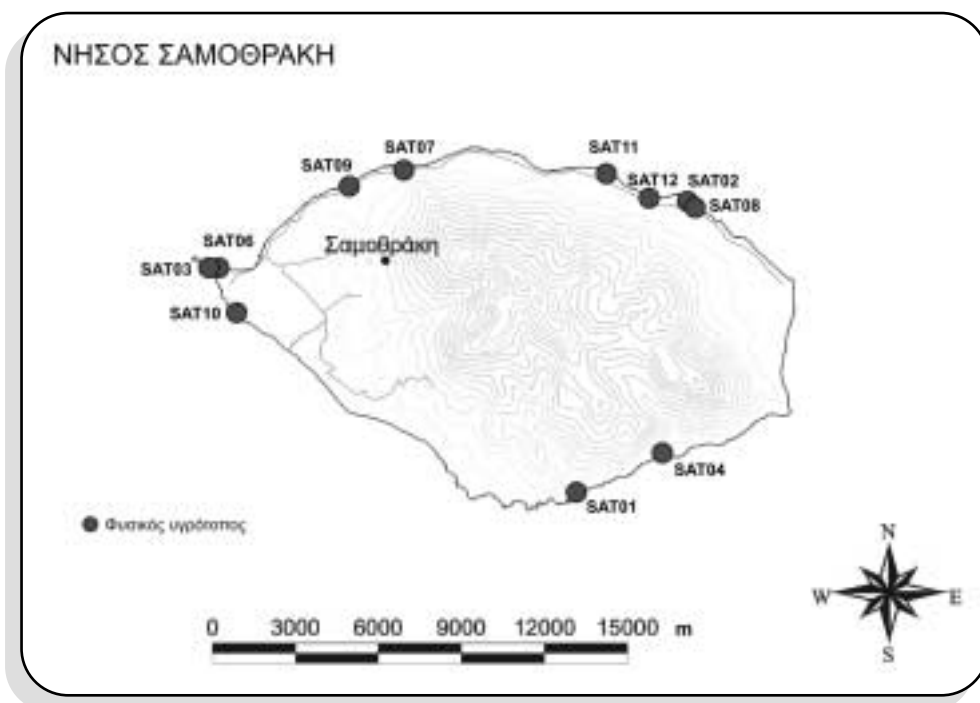 ΝΗΣΟΣ ΣΑΜΟΘΡΑΚΗ
SAT07
SAT11
SAT09
SAT12 SAT02
SAT08
SAT06
Σαμοθράκη
SAT03
SAT10
SAT04
SAT01
Φυσικός υγρότοπος
N
W E
S
0 3000 6000 9000 12000 15000 m